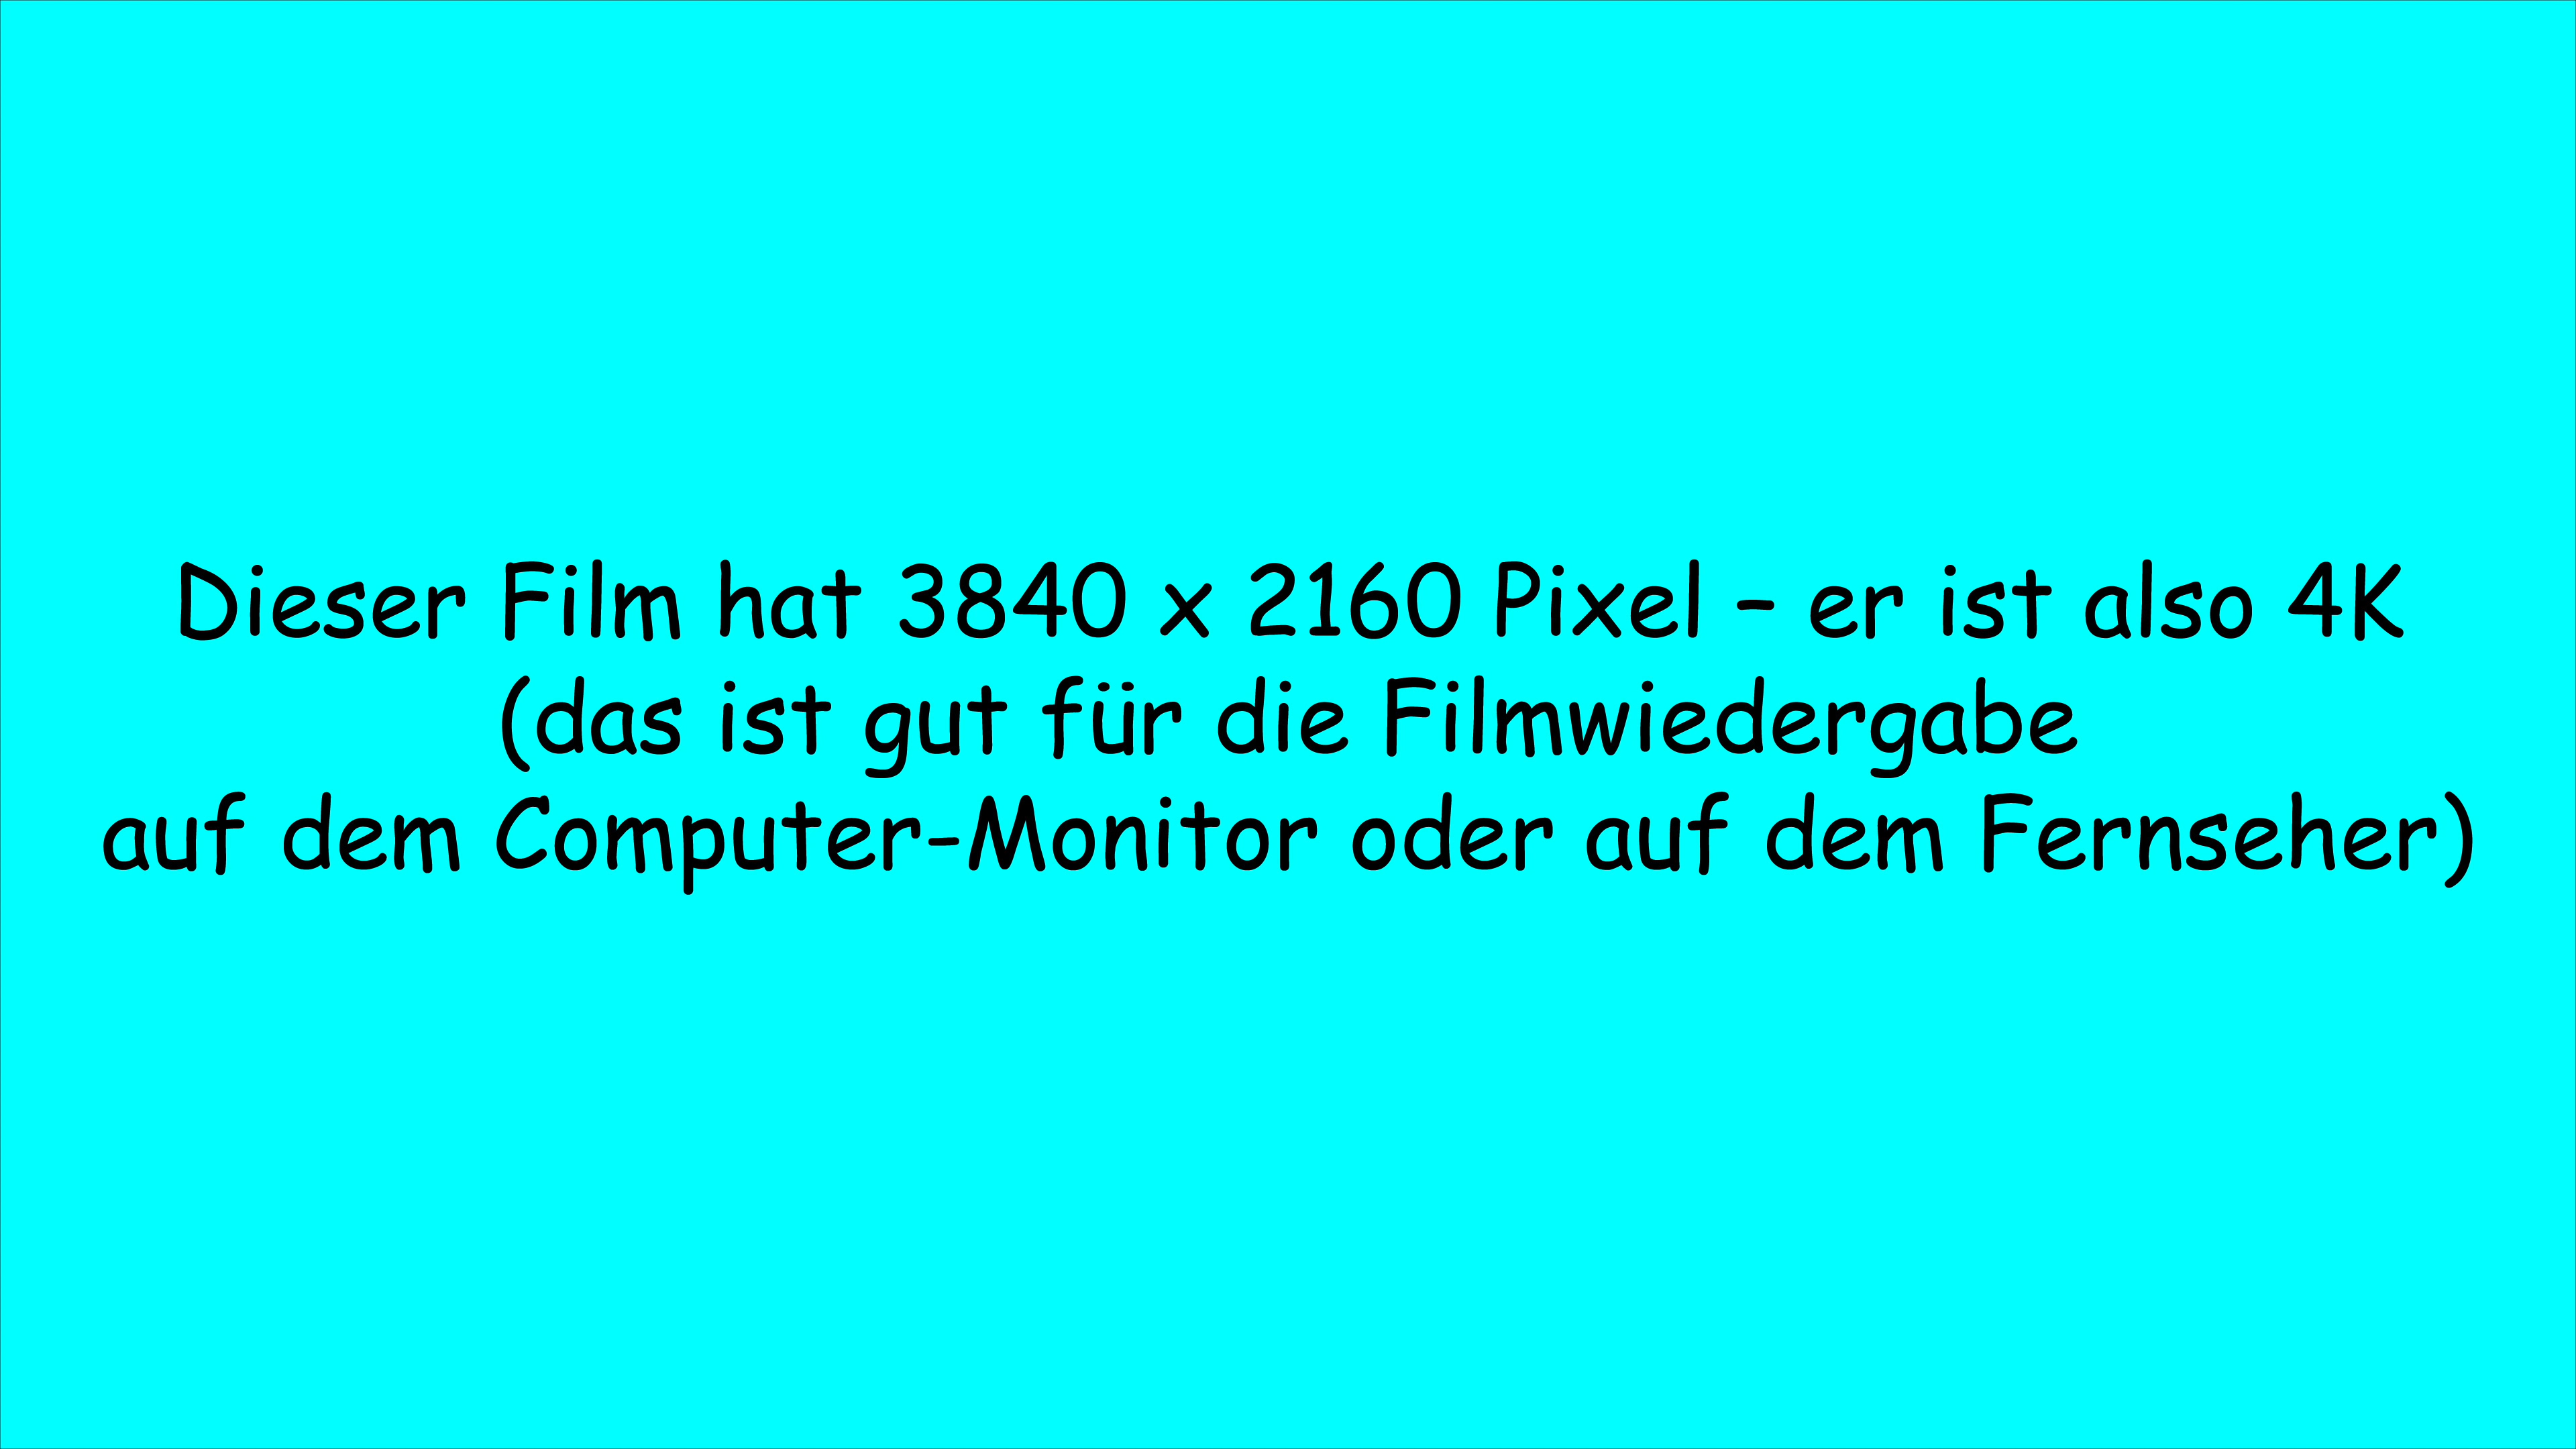 Dieser Film hat 3840 x 2160 Pixel – er ist also 4K
(das ist gut für die Filmwiedergabe
auf dem Computer-Monitor oder auf dem Fernseher)